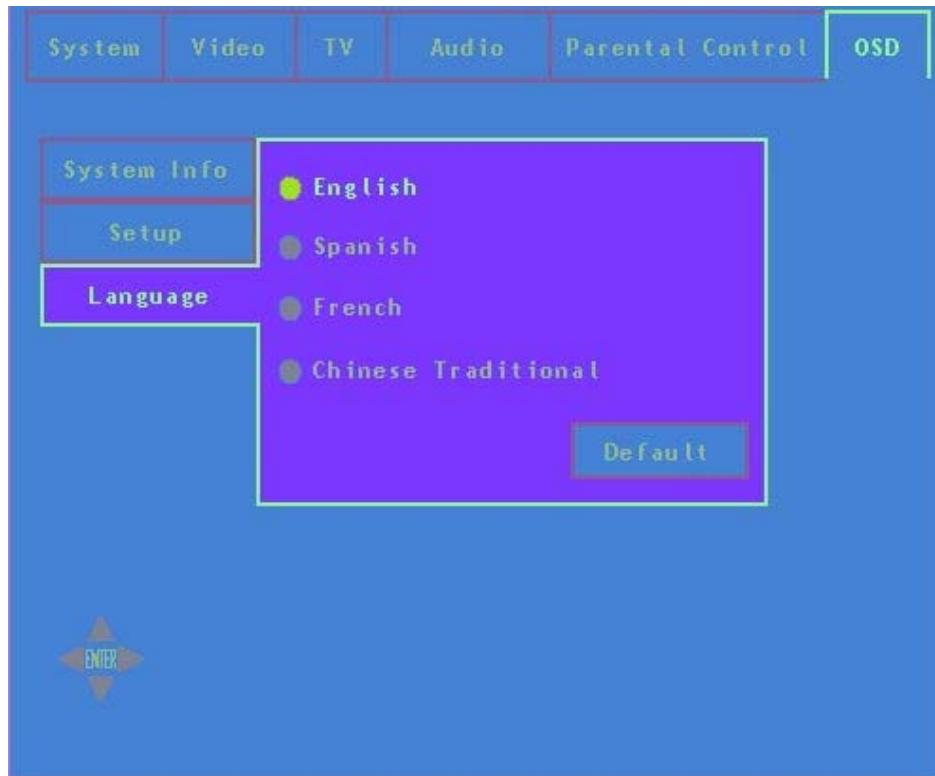 System Video TV Audio Parental Control OSD
System Info
Setup
Language
English
Spanish
French
Chinese Traditional
Default
ENTER